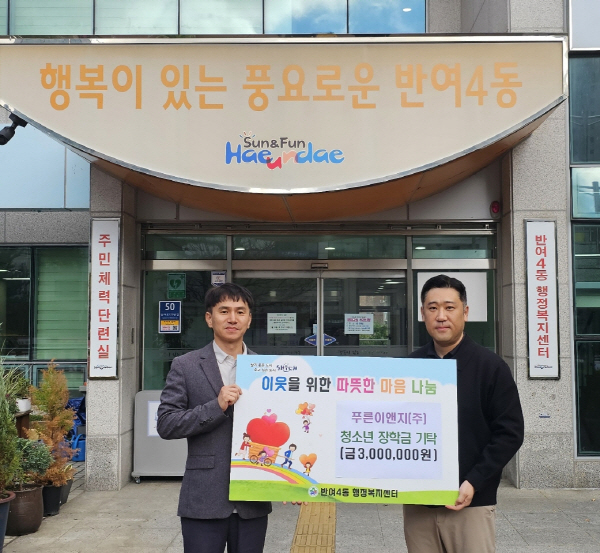 행복이 있는 풍요로운 반여4동
Sun&Fun
Haeundae
주민체력단련실
반여4동 행정복지센터
50
이웃을 위한 따뜻한 마음 나눔
푸른이앤지(주)
청소년 장학금 기탁
(금3,000,000원)
반여4동 행정복지센터